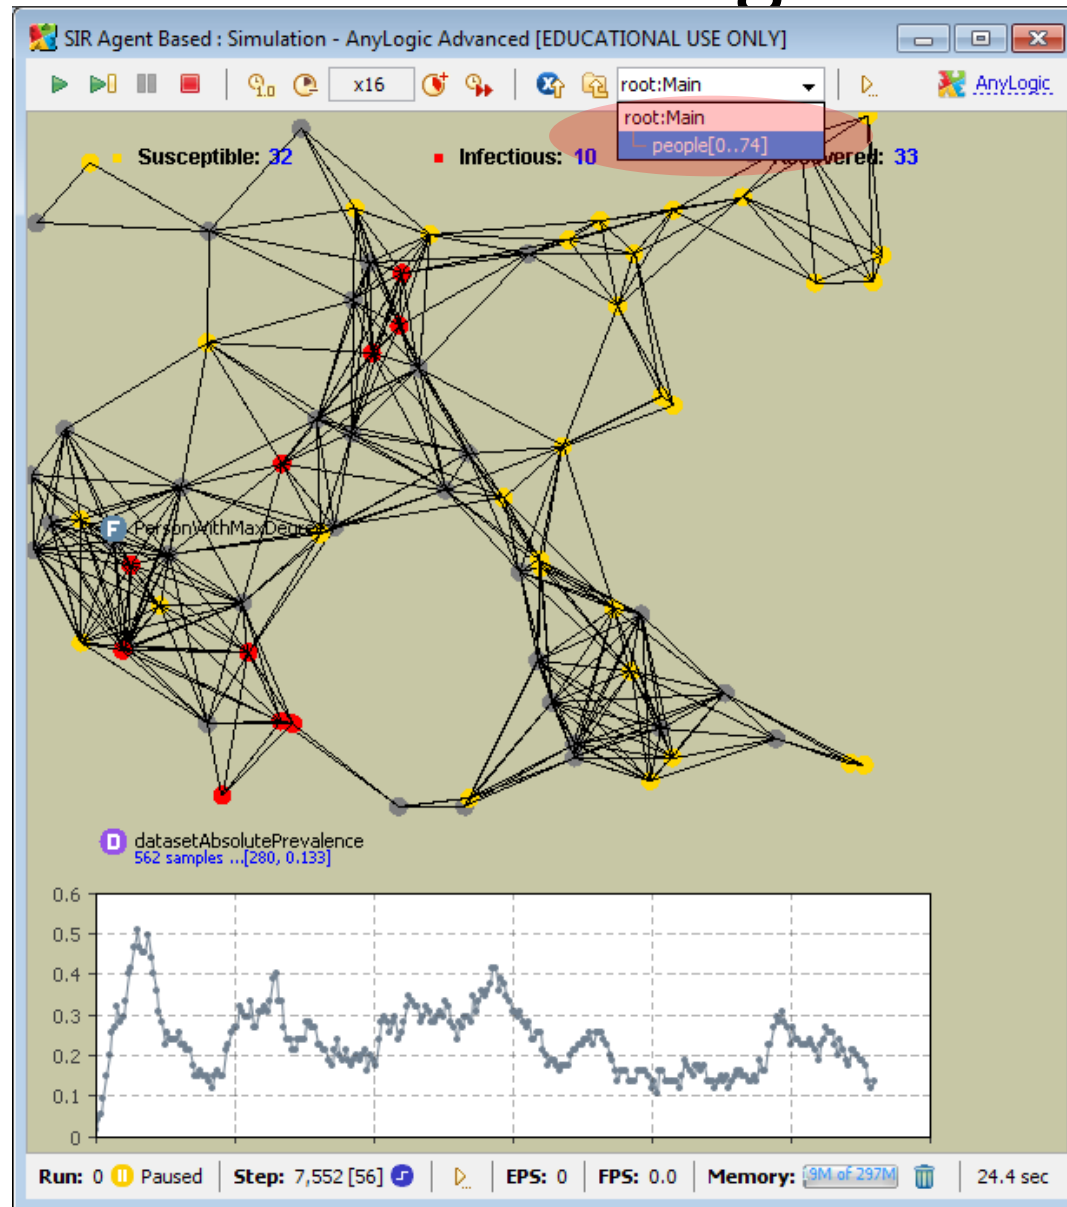 SIR Agent Based : Simulation - AnyLogic Advanced [EDUCATIONAL USE ONLY]
x16 root:Main AnyLogic
root:Main
people[0..74]
Susceptible: 32 Infectious: 10 33
PersonWithMaxDegre
datasetAbsolutePrevalence
562 samples ...[280, 0.133]
0.6
0.5
0.4
0.3
0.2
0.1
0
Run: 0 Paused Step: 7,552 [56] EPS: 0 FPS: 0.0 Memory: 9M of 297M 24.4 sec